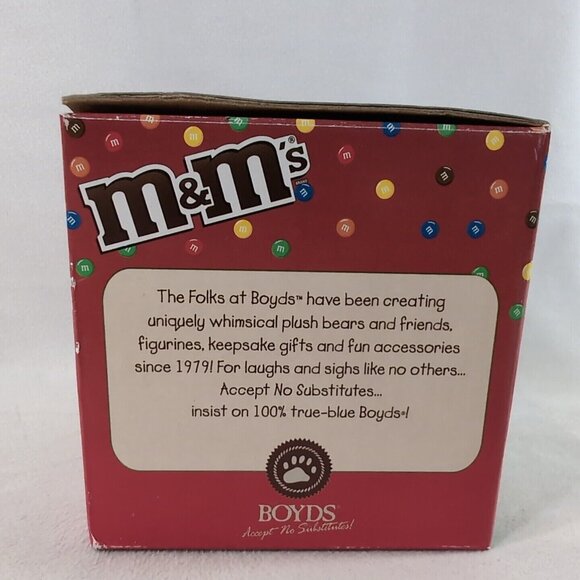 m&m's®
The Folks at Boyds™ have been creating
uniquely whimsical plush bears and friends,
figurines, keepsake gifts and fun accessories
since 1979! For laughs and sighs like no others...
Accept No Substitutes...
insist on 100% true-blue Boyds®!
BOYDS
Accept No Substitutes!